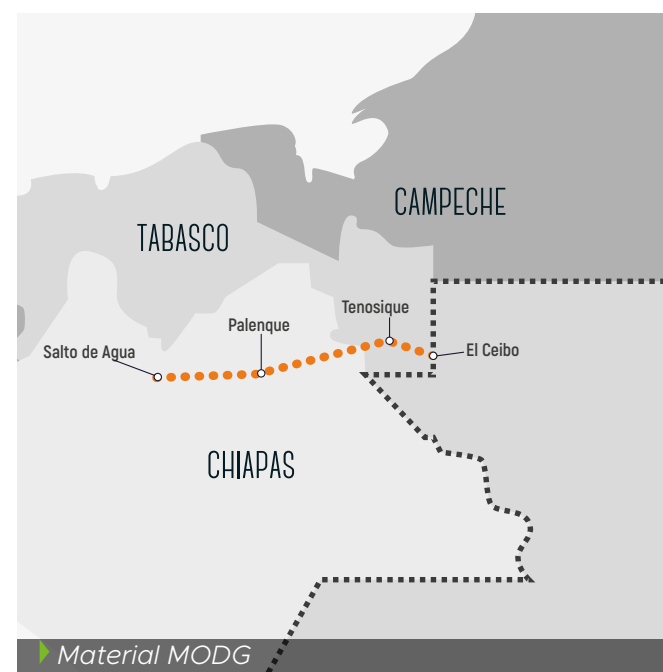 CAMPECHE
TABASCO
Tenosique
Palenque
Salto de Agua
El Ceibo
CHIAPAS
Material MODG